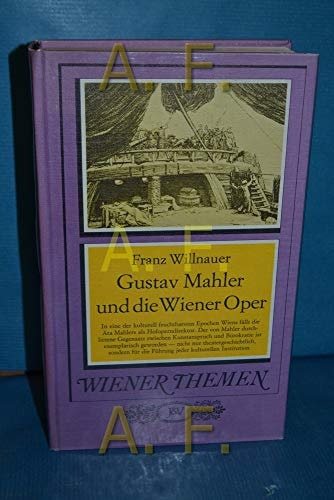 A. F.
A. F.
Franz Willnauer
Gustav Mahler
und die Wiener Oper
In eine der kulturell fruchtbarsten Epochen Wiens fällt die
Ära Mahlers als Hofoperndirektor. Der von Mahler durch-
littene Gegensatz zwischen Kunstanspruch und Bürokratie ist
exemplarisch geworden — nicht nur theatergeschichtlich,
sondern für die Führung jeder kulturellen Institution.
A. F.
WIENER THEMEN
J&V
A. F.